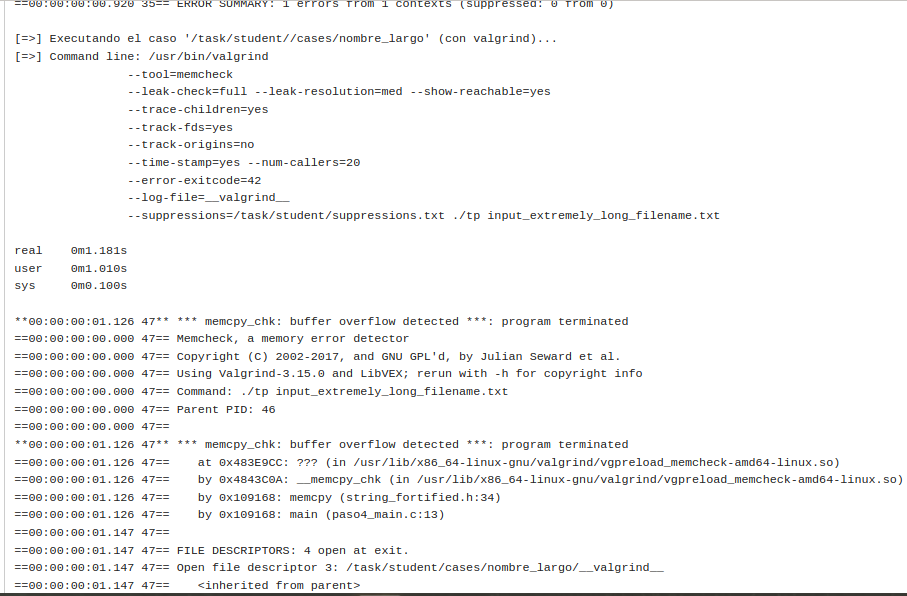 ==00:00:00:00.920 35== ERROR SUMMARY: 1 errors from 1 contexts (suppressed: 0 from 0)
[=>] Executando el caso '/task/student//cases/nombre_largo' (con valgrind)...
[=>] Command line: /usr/bin/valgrind
--tool=memcheck
--leak-check=full --leak-resolution=med --show-reachable=yes
--trace-children=yes
--track-fds=yes
--track-origins=no
--time-stamp=yes --num-callers=20
--error-exitcode=42
--log-file=__valgrind__
--suppressions=/task/student/suppressions.txt ./tp input_extremely_long_filename.txt
real    0m1.181s
user    0m1.010s
sys     0m0.100s
**00:00:00:01.126 47** *** memcpy_chk: buffer overflow detected ***: program terminated
==00:00:00:00.000 47== Memcheck, a memory error detector
==00:00:00:00.000 47== Copyright (C) 2002-2017, and GNU GPL'd, by Julian Seward et al.
==00:00:00:00.000 47== Using Valgrind-3.15.0 and LibVEX; rerun with -h for copyright info
==00:00:00:00.000 47== Command: ./tp input_extremely_long_filename.txt
==00:00:00:00.000 47== Parent PID: 46
==00:00:00:00.000 47==
**00:00:00:01.126 47** *** memcpy_chk: buffer overflow detected ***: program terminated
==00:00:00:01.126 47==    at 0x483E9CC: ??? (in /usr/lib/x86_64-linux-gnu/valgrind/vgpreload_memcheck-amd64-linux.so)
==00:00:00:01.126 47==    by 0x4843C0A: __memcpy_chk (in /usr/lib/x86_64-linux-gnu/valgrind/vgpreload_memcheck-amd64-linux.so)
==00:00:00:01.126 47==    by 0x109168: memcpy (string_fortified.h:34)
==00:00:00:01.126 47==    by 0x109168: main (paso4_main.c:13)
==00:00:00:01.147 47==
==00:00:00:01.147 47== FILE DESCRIPTORS: 4 open at exit.
==00:00:00:01.147 47== Open file descriptor 3: /task/student/cases/nombre_largo/__valgrind__
==00:00:00:01.147 47==    <inherited from parent>